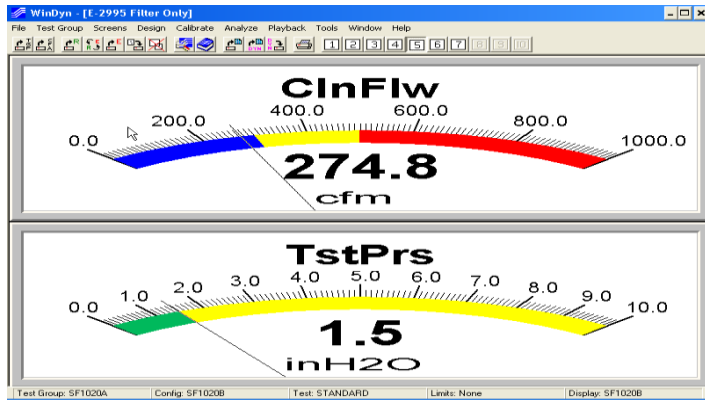 WinDyn - [E-2995 Filter Only]
File Test Group Screens Design Calibrate Analyze Playback Tools Window Help
1 2 3 4 5 6 7 8 9 10
ClnFlw
0.0 200.0 400.0 600.0 800.0 1000.0
274.8
cfm
TstPrs
0.0 1.0 2.0 3.0 4.0 5.0 6.0 7.0 8.0 9.0 10.0
1.5
inH2O
Test Group: SF1020A Config: SF1020B Test: STANDARD Limits: None Display: SF1020B